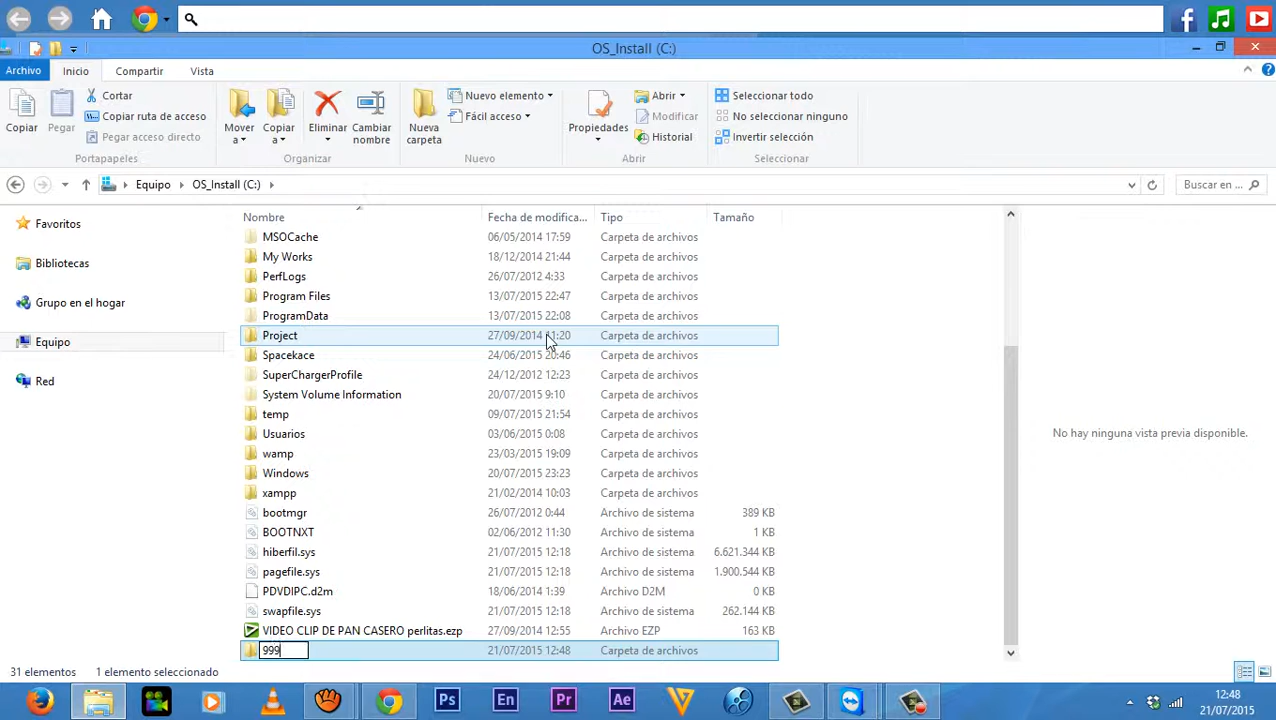 OS_Install (C:)
Archivo Inicio Compartir Vista
Copiar
Pegar
Cortar
Copiar ruta de acceso
Pegar acceso directo
Portapapeles
Mover a
Copiar a
Eliminar
Cambiar nombre
Organizar
Nueva carpeta
Nuevo elemento
Fácil acceso
Nuevo
Propiedades
Abrir
Modificar
Historial
Abrir
Seleccionar todo
No seleccionar ninguno
Invertir selección
Seleccionar
Equipo OS_Install (C:)
Buscar en ...
Favoritos
Bibliotecas
Grupo en el hogar
Equipo
Red
Nombre Fecha de modifica... Tipo Tamaño
MSOCache 06/05/2014 17:59 Carpeta de archivos
My Works 18/12/2014 21:44 Carpeta de archivos
PerfLogs 26/07/2012 4:33 Carpeta de archivos
Program Files 13/07/2015 22:47 Carpeta de archivos
ProgramData 13/07/2015 22:08 Carpeta de archivos
Project 27/09/2014 11:20 Carpeta de archivos
Spacekace 24/06/2015 20:46 Carpeta de archivos
SuperChargerProfile 24/12/2012 12:23 Carpeta de archivos
System Volume Information 20/07/2015 9:10 Carpeta de archivos
temp 09/07/2015 21:54 Carpeta de archivos
Usuarios 03/06/2015 0:08 Carpeta de archivos
wamp 23/03/2015 19:09 Carpeta de archivos
Windows 20/07/2015 23:23 Carpeta de archivos
xampp 21/02/2014 10:03 Carpeta de archivos
bootmgr 26/07/2012 0:44 Archivo de sistema 389 KB
BOOTNXT 02/06/2012 11:30 Archivo de sistema 1 KB
hiberfil.sys 21/07/2015 12:18 Archivo de sistema 6.621.344 KB
pagefile.sys 21/07/2015 12:18 Archivo de sistema 1.900.544 KB
PDVDIPC.d2m 18/06/2014 1:39 Archivo D2M 0 KB
swapfile.sys 21/07/2015 12:18 Archivo de sistema 262.144 KB
VIDEO CLIP DE PAN CASERO perlitas.ezp 27/09/2014 12:55 Archivo EZP 163 KB
999 21/07/2015 12:48 Carpeta de archivos
No hay ninguna vista previa disponible.
31 elementos 1 elemento seleccionado
Ps En Pr Ae
12:48
21/07/2015